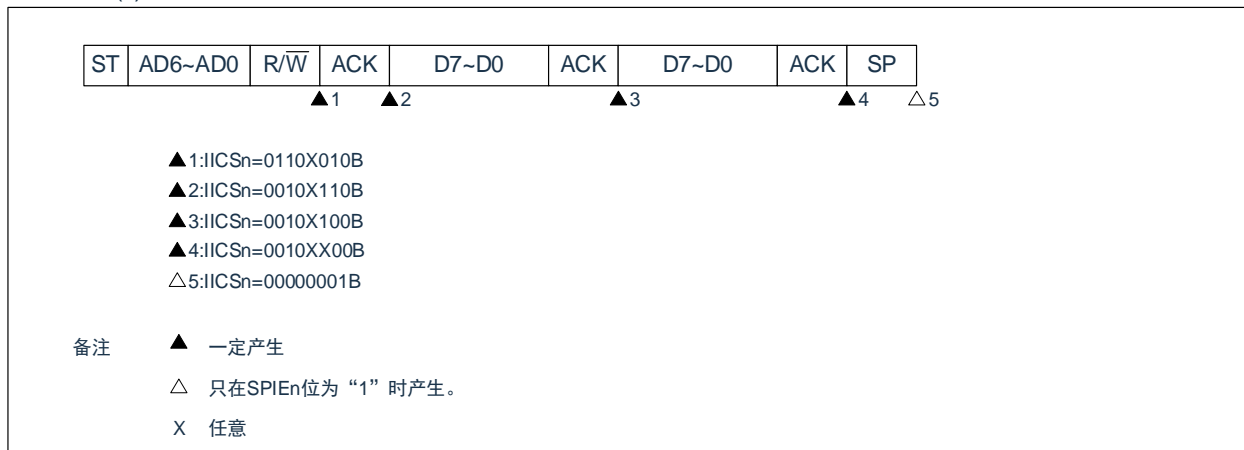 ST AD6~AD0 R/W̅ ACK D7~D0 ACK D7~D0 ACK SP
▲1 ▲2 ▲3 ▲4 △5
▲1:IICSn=0110X010B
▲2:IICSn=0010X110B
▲3:IICSn=0010X100B
▲4:IICSn=0010XX00B
△5:IICSn=00000001B
备注 ▲ 一定产生
△ 只在SPIEn位为“1”时产生。
X 任意